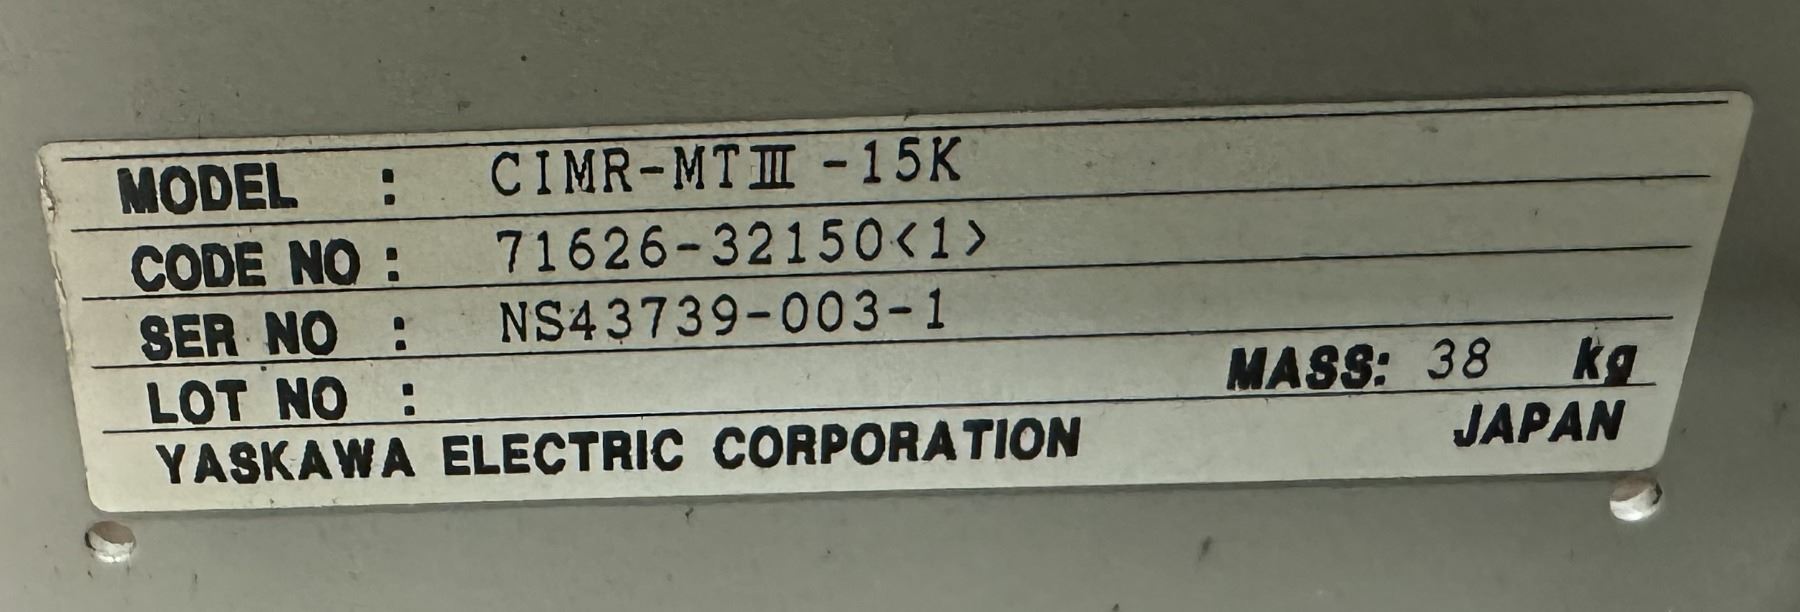 MODEL : CIMR-MTⅢ-15K
CODE NO : 71626-32150<1>
SER NO : NS43739-003-1
LOT NO : MASS: 38 kg
YASKAWA ELECTRIC CORPORATION JAPAN